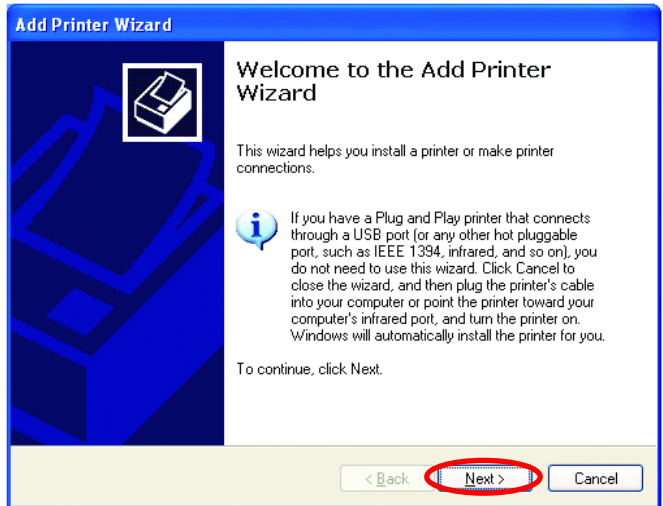 Add Printer Wizard
Welcome to the Add Printer
Wizard
This wizard helps you install a printer or make printer
connections.
If you have a Plug and Play printer that connects
through a USB port (or any other hot pluggable
port, such as IEEE 1394, infrared, and so on), you
do not need to use this wizard. Click Cancel to
close the wizard, and then plug the printer's cable
into your computer or point the printer toward your
computer's infrared port, and turn the printer on.
Windows will automatically install the printer for you.
To continue, click Next.
< Back Next > Cancel